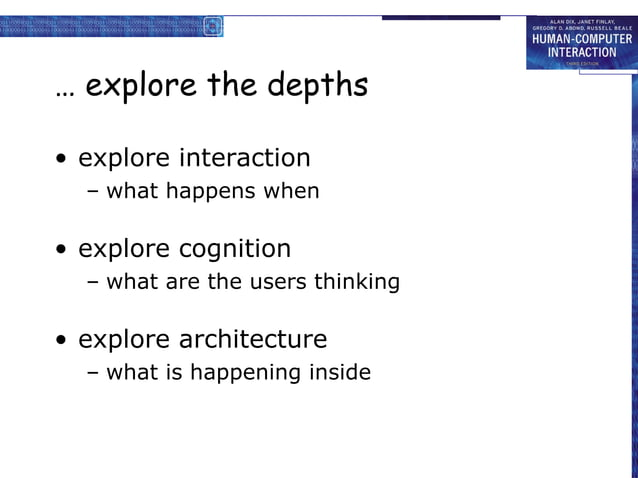 ALAN DIX, JANET FINLAY,
GREGORY D. ABOWD, RUSSELL BEALE
HUMAN-COMPUTER
INTERACTION
THIRD EDITION
… explore the depths
• explore interaction
– what happens when
• explore cognition
– what are the users thinking
• explore architecture
– what is happening inside